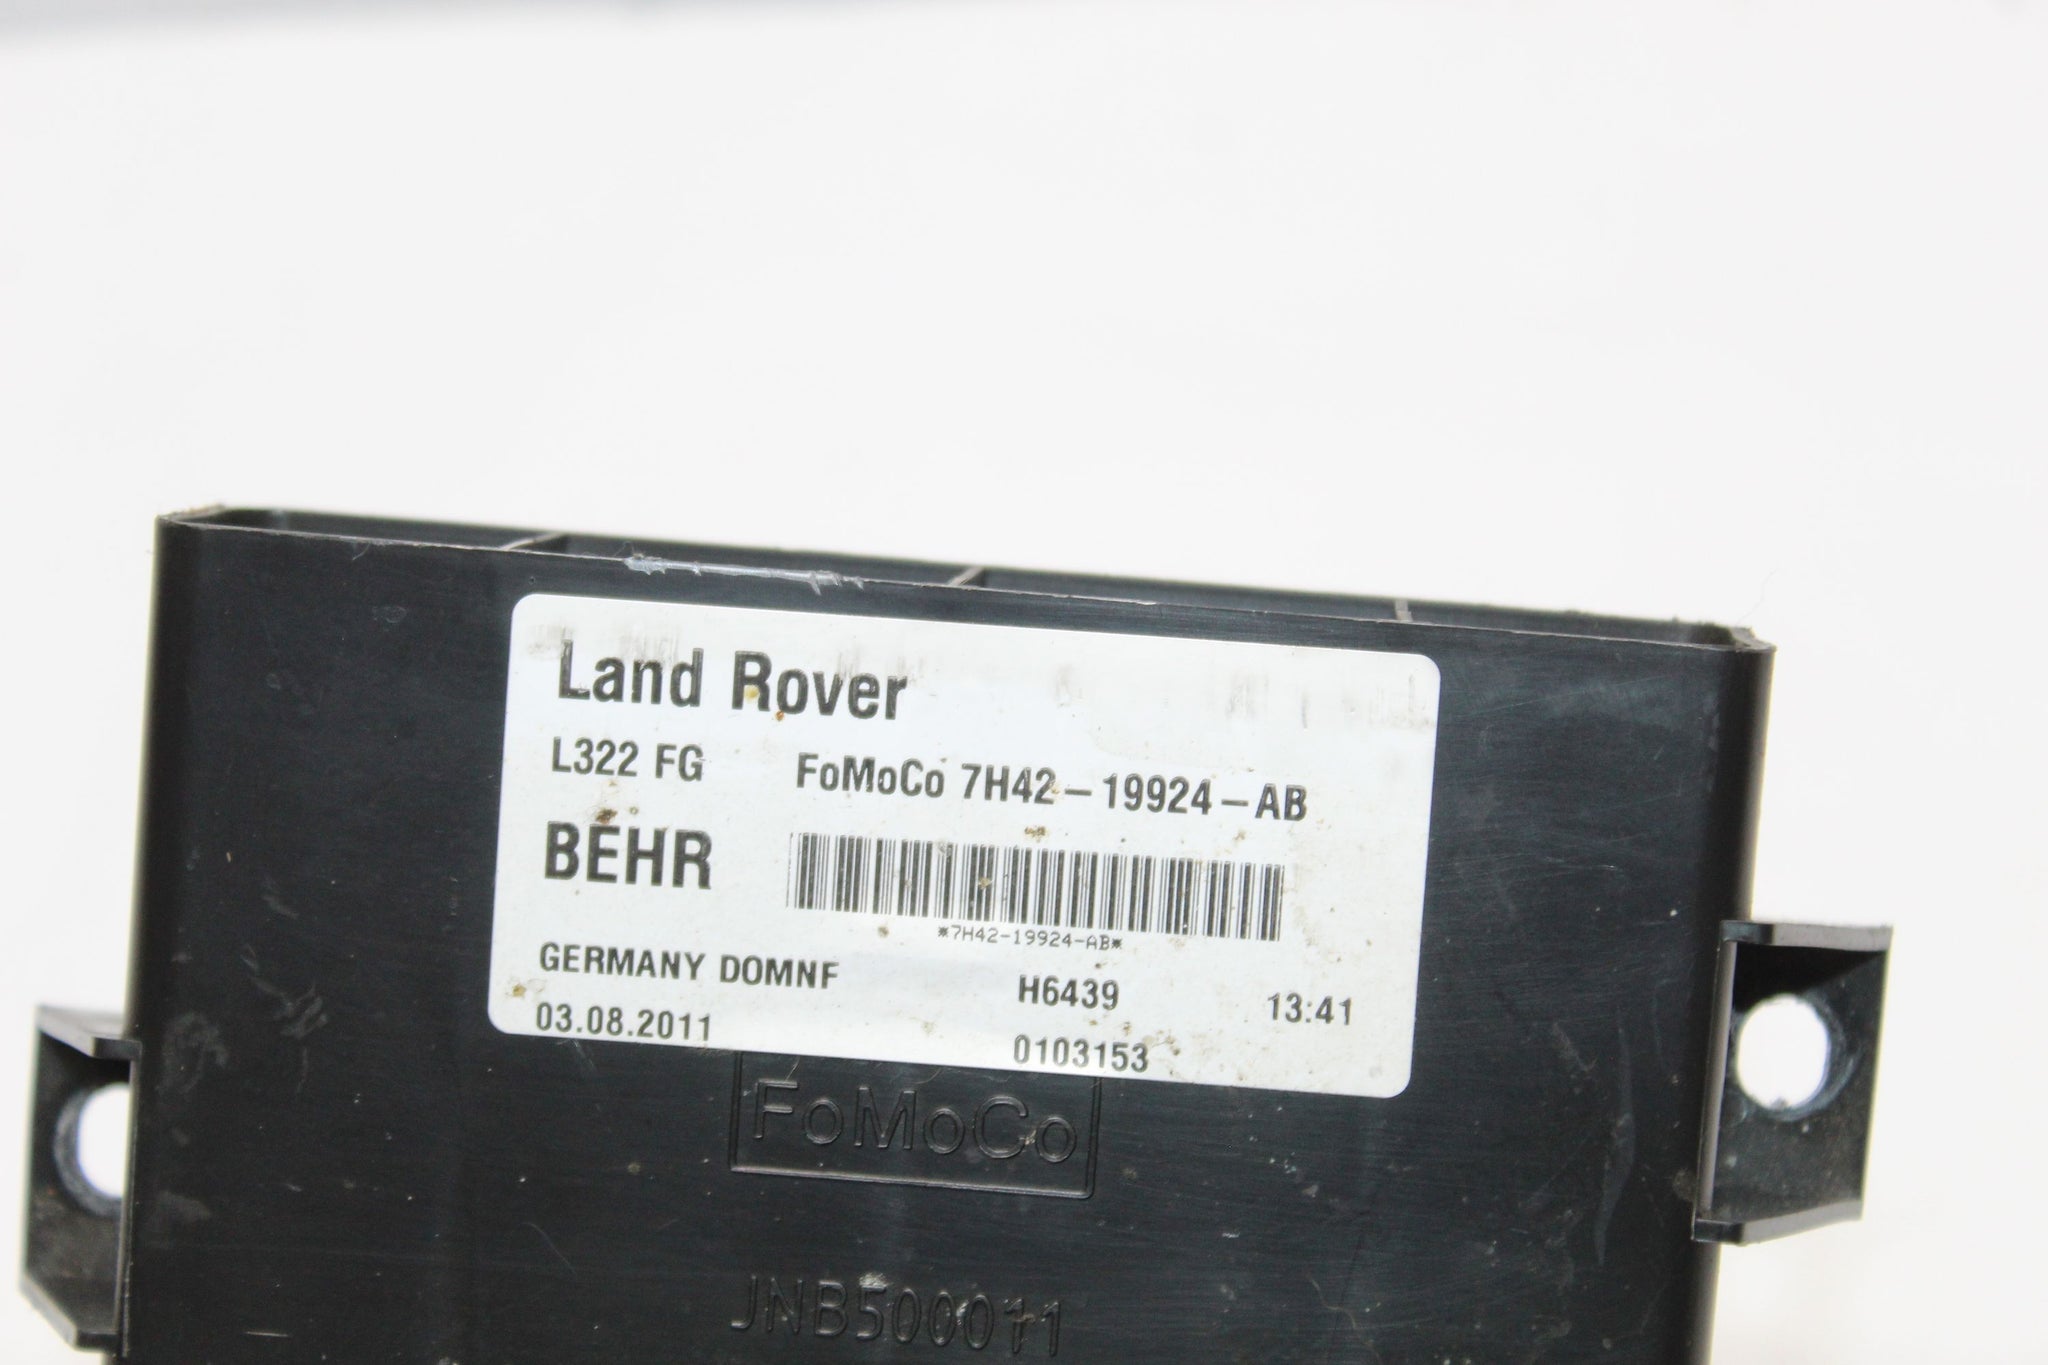 Land Rover
L322 FG FoMoCo 7H42-19924-AB
BEHR
*7H42-19924-AB*
GERMANY DOMNF H6439 13:41
03.08.2011 0103153
FoMoCo
JNB500011